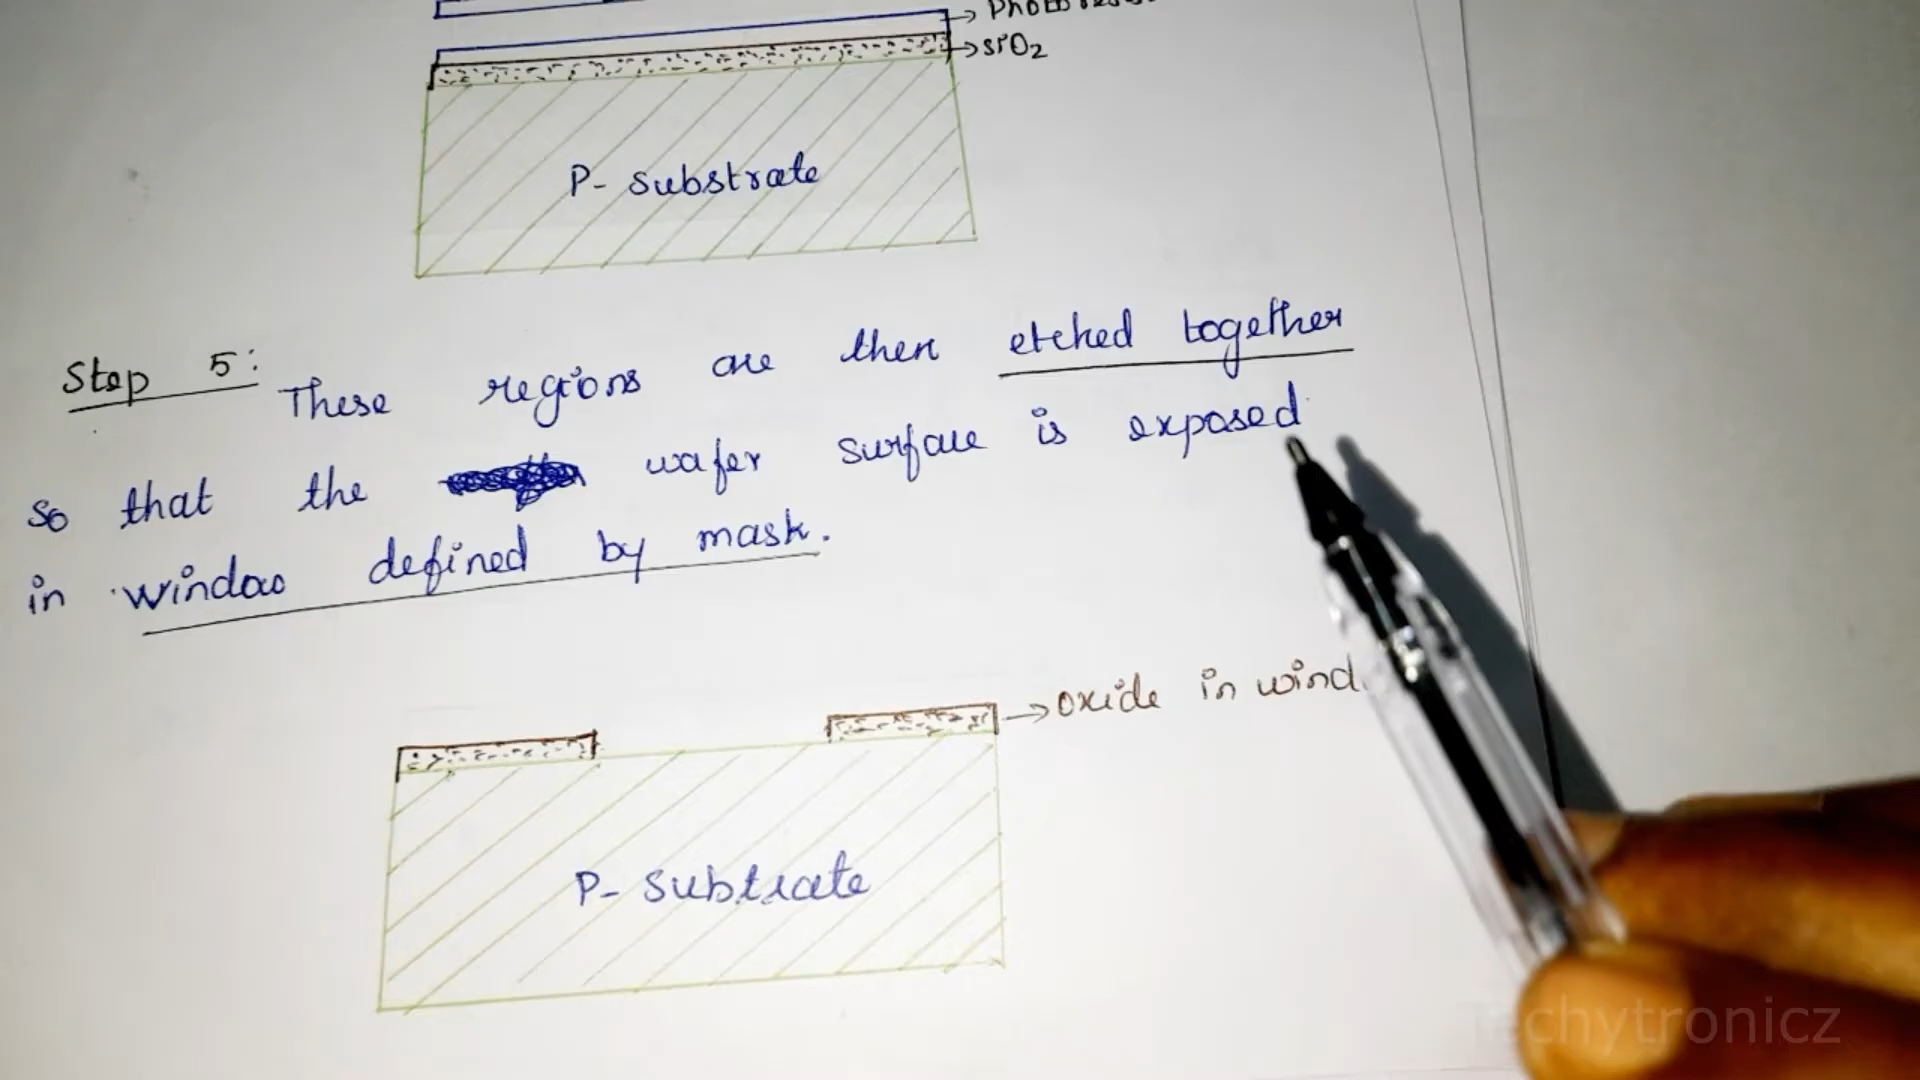 SiO2
P- substrate
Step 5: These regions are then etched together
so that the wafer surface is exposed
in window defined by mask.
oxide in
P- substrate
Techytronicz